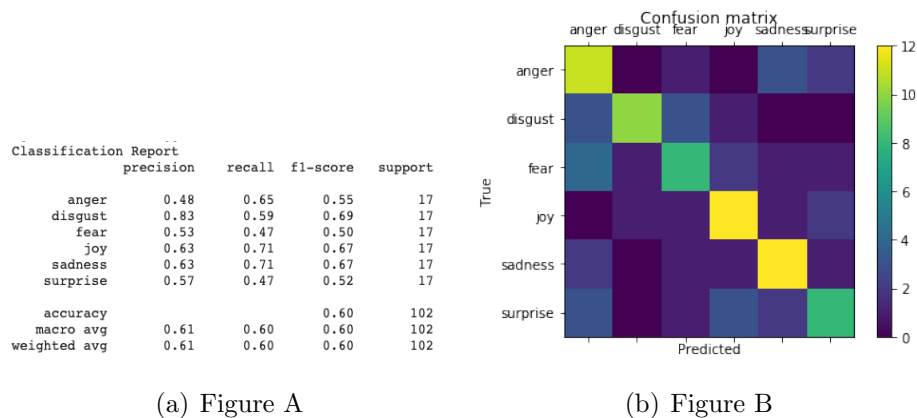 Classification Report
precision recall f1-score support
anger 0.48 0.65 0.55 17
disgust 0.83 0.59 0.69 17
fear 0.53 0.47 0.50 17
joy 0.63 0.71 0.67 17
sadness 0.63 0.71 0.67 17
surprise 0.57 0.47 0.52 17
accuracy 0.60 102
macro avg 0.61 0.60 0.60 102
weighted avg 0.61 0.60 0.60 102
(a) Figure A
Confusion matrix
anger disgust fear joy sadness surprise
anger
disgust
fear
joy
sadness
surprise
True
Predicted
12
10
8
6
4
2
0
(b) Figure B